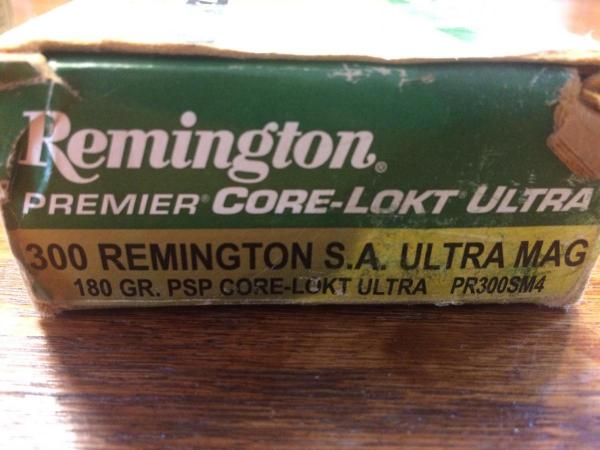 Remington®
PREMIER® CORE-LOKT® ULTRA
300 REMINGTON S.A. ULTRA MAG
180 GR. PSP CORE-LOKT ULTRA PR300SM4